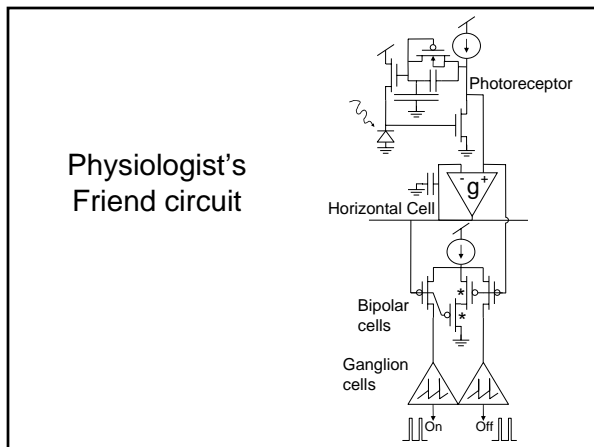 Physiologist's
Friend circuit
Photoreceptor
- g +
Horizontal Cell
*
*
Bipolar
cells
Ganglion
cells
On Off